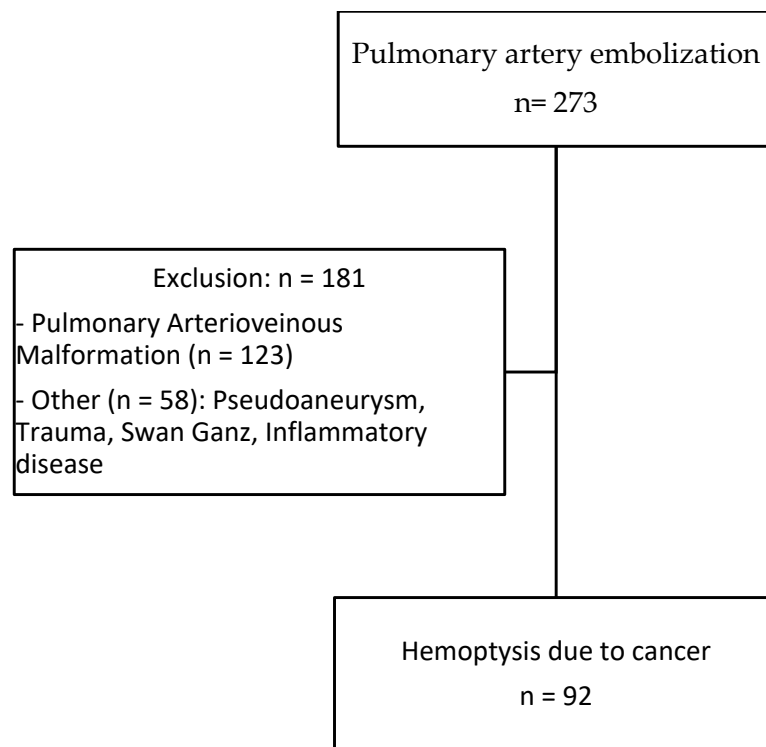 Pulmonary artery embolization
n= 273
Exclusion: n = 181
- Pulmonary Arterioveinous
Malformation (n = 123)
- Other (n = 58): Pseudoaneurysm,
Trauma, Swan Ganz, Inflammatory
disease
Hemoptysis due to cancer
n = 92